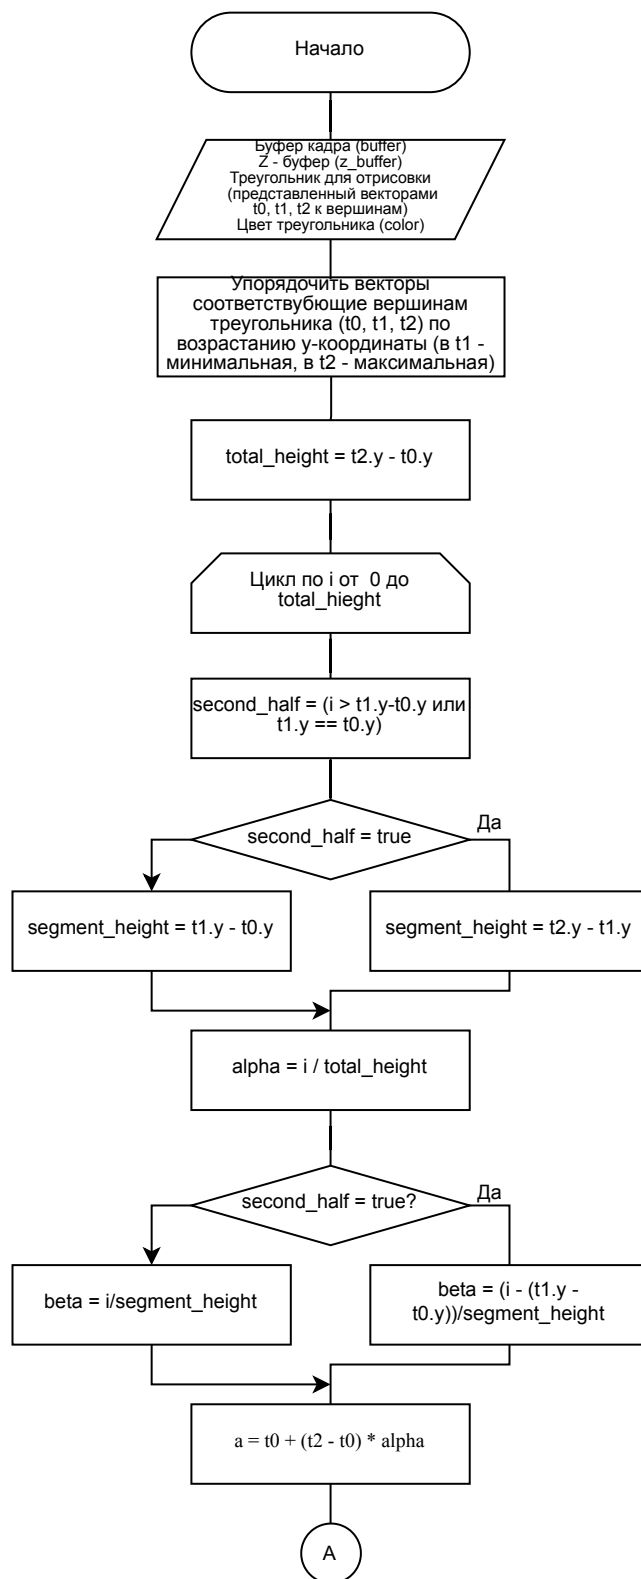 Начало
Буфер кадра (buffer)
Z - буфер (z_buffer)
Треугольник для отрисовки
(представленный векторами
t0, t1, t2 к вершинам)
Цвет треугольника (color)
Упорядочить векторы
соответствубющие вершинам
треугольника (t0, t1, t2) по
возрастанию y-координаты (в t1 -
минимальная, в t2 - максимальная)
total_height = t2.y - t0.y
Цикл по i от 0 до
total_hieght
second_half = (i > t1.y-t0.y или
t1.y == t0.y)
second_half = true
Да
segment_height = t1.y - t0.y
segment_height = t2.y - t1.y
alpha = i / total_height
second_half = true?
Да
beta = i/segment_height
beta = (i - (t1.y -
t0.y))/segment_height
a = t0 + (t2 - t0) * alpha
A